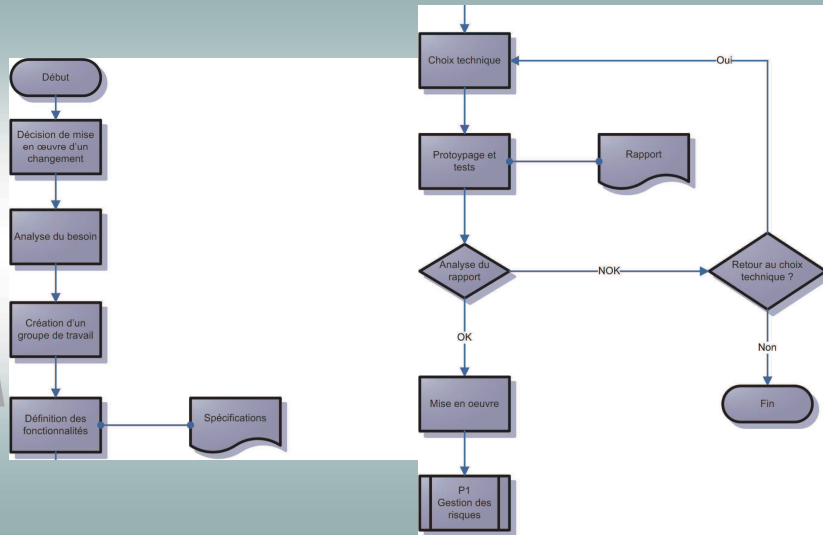 Début
Décision de mise
en œuvre d'un
changement
Analyse du besoin
Création d'un
groupe de travail
Définition des
fonctionnalités
Spécifications
Choix technique
Oui
Protoypage et
tests
Rapport
Analyse du
rapport
NOK
Retour au choix
technique ?
OK
Non
Mise en oeuvre
Fin
P1
Gestion des
risques